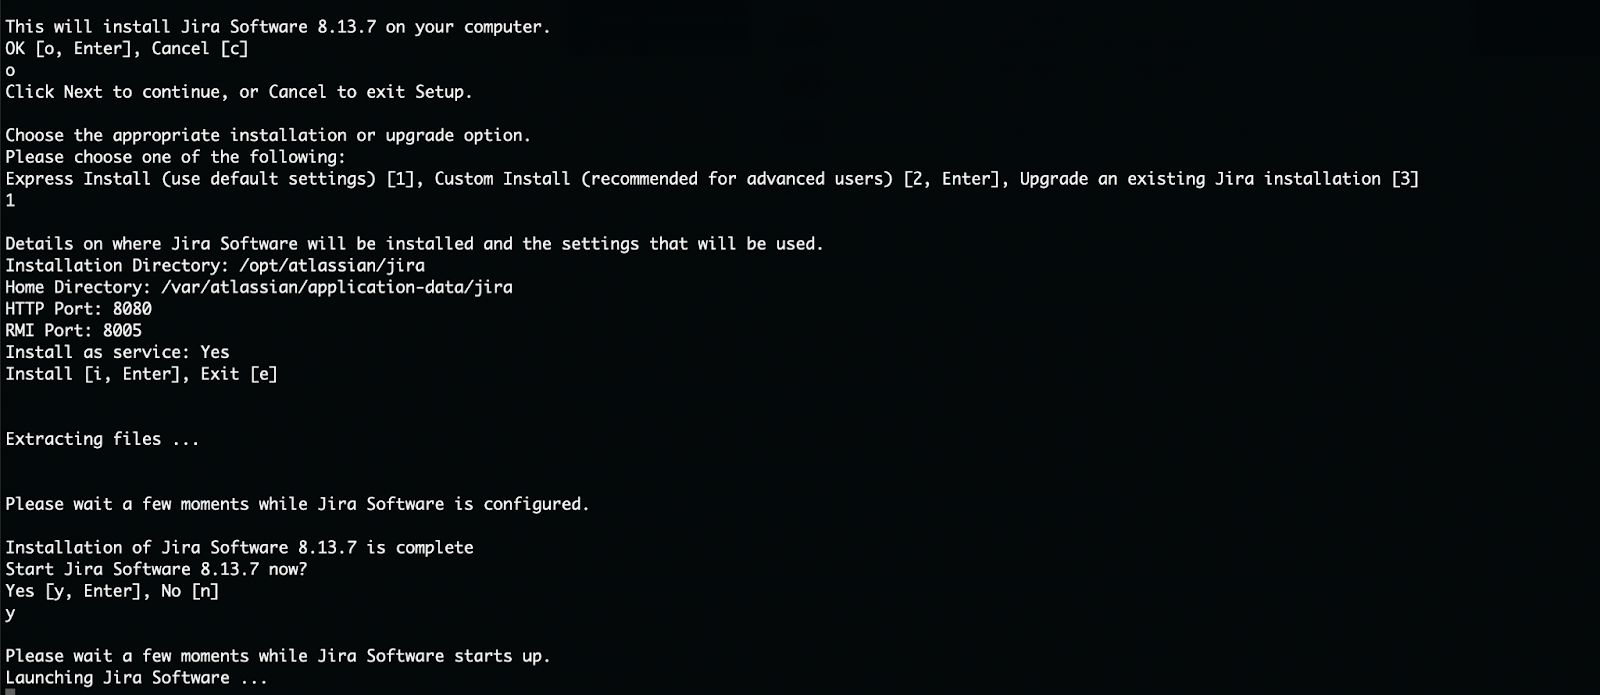 This will install Jira Software 8.13.7 on your computer.
OK [o, Enter], Cancel [c]
o
Click Next to continue, or Cancel to exit Setup.
Choose the appropriate installation or upgrade option.
Please choose one of the following:
Express Install (use default settings) [1], Custom Install (recommended for advanced users) [2, Enter], Upgrade an existing Jira installation [3]
1
Details on where Jira Software will be installed and the settings that will be used.
Installation Directory: /opt/atlassian/jira
Home Directory: /var/atlassian/application-data/jira
HTTP Port: 8080
RMI Port: 8005
Install as service: Yes
Install [i, Enter], Exit [e]
Extracting files ...
Please wait a few moments while Jira Software is configured.
Installation of Jira Software 8.13.7 is complete
Start Jira Software 8.13.7 now?
Yes [y, Enter], No [n]
y
Please wait a few moments while Jira Software starts up.
Launching Jira Software ...